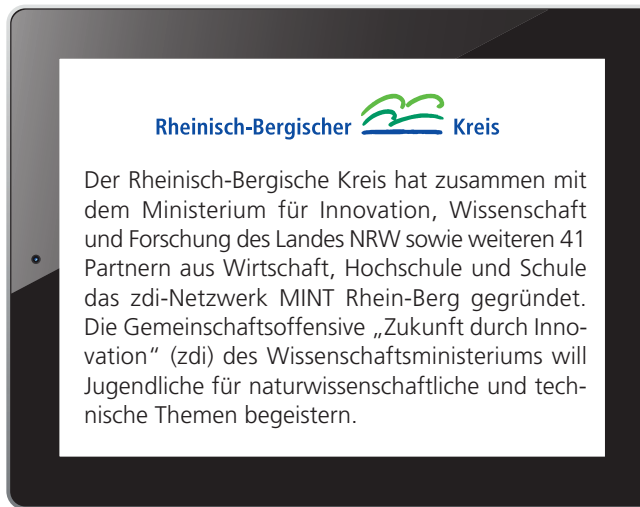 Rheinisch-Bergischer Kreis
Der Rheinisch-Bergische Kreis hat zusammen mit
dem Ministerium für Innovation, Wissenschaft
und Forschung des Landes NRW sowie weiteren 41
Partnern aus Wirtschaft, Hochschule und Schule
das zdi-Netzwerk MINT Rhein-Berg gegründet.
Die Gemeinschaftsoffensive „Zukunft durch Inno-
vation“ (zdi) des Wissenschaftsministeriums will
Jugendliche für naturwissenschaftliche und tech-
nische Themen begeistern.